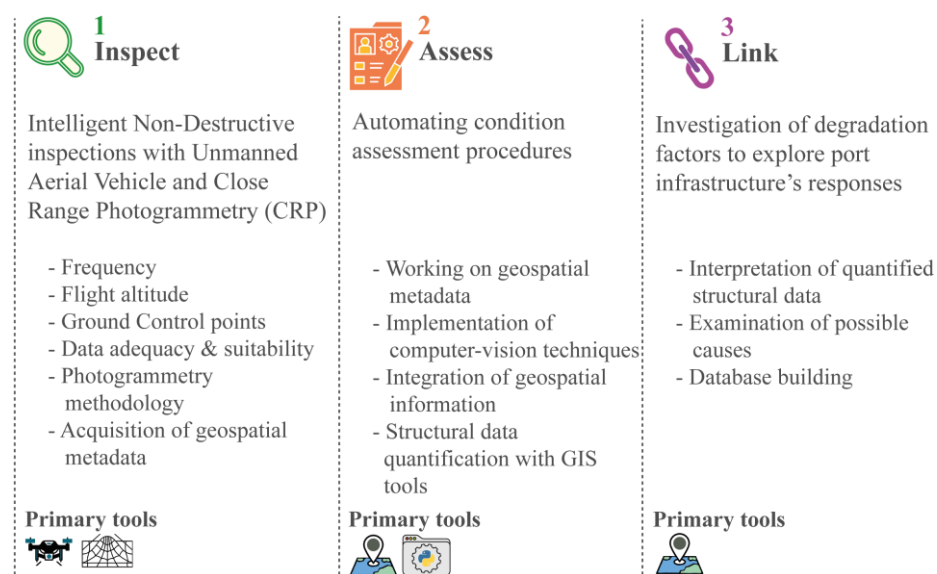 1
Inspect
Intelligent Non-Destructive
inspections with Unmanned
Aerial Vehicle and Close
Range Photogrammetry (CRP)
- Frequency
- Flight altitude
- Ground Control points
- Data adequacy & suitability
- Photogrammetry
methodology
- Acquisition of geospatial
metadata
Primary tools
2
Assess
Automating condition
assessment procedures
- Working on geospatial
metadata
- Implementation of
computer-vision techniques
- Integration of geospatial
information
- Structural data
quantification with GIS
tools
Primary tools
3
Link
Investigation of degradation
factors to explore port
infrastructure’s responses
- Interpretation of quantified
structural data
- Examination of possible
causes
- Database building
Primary tools